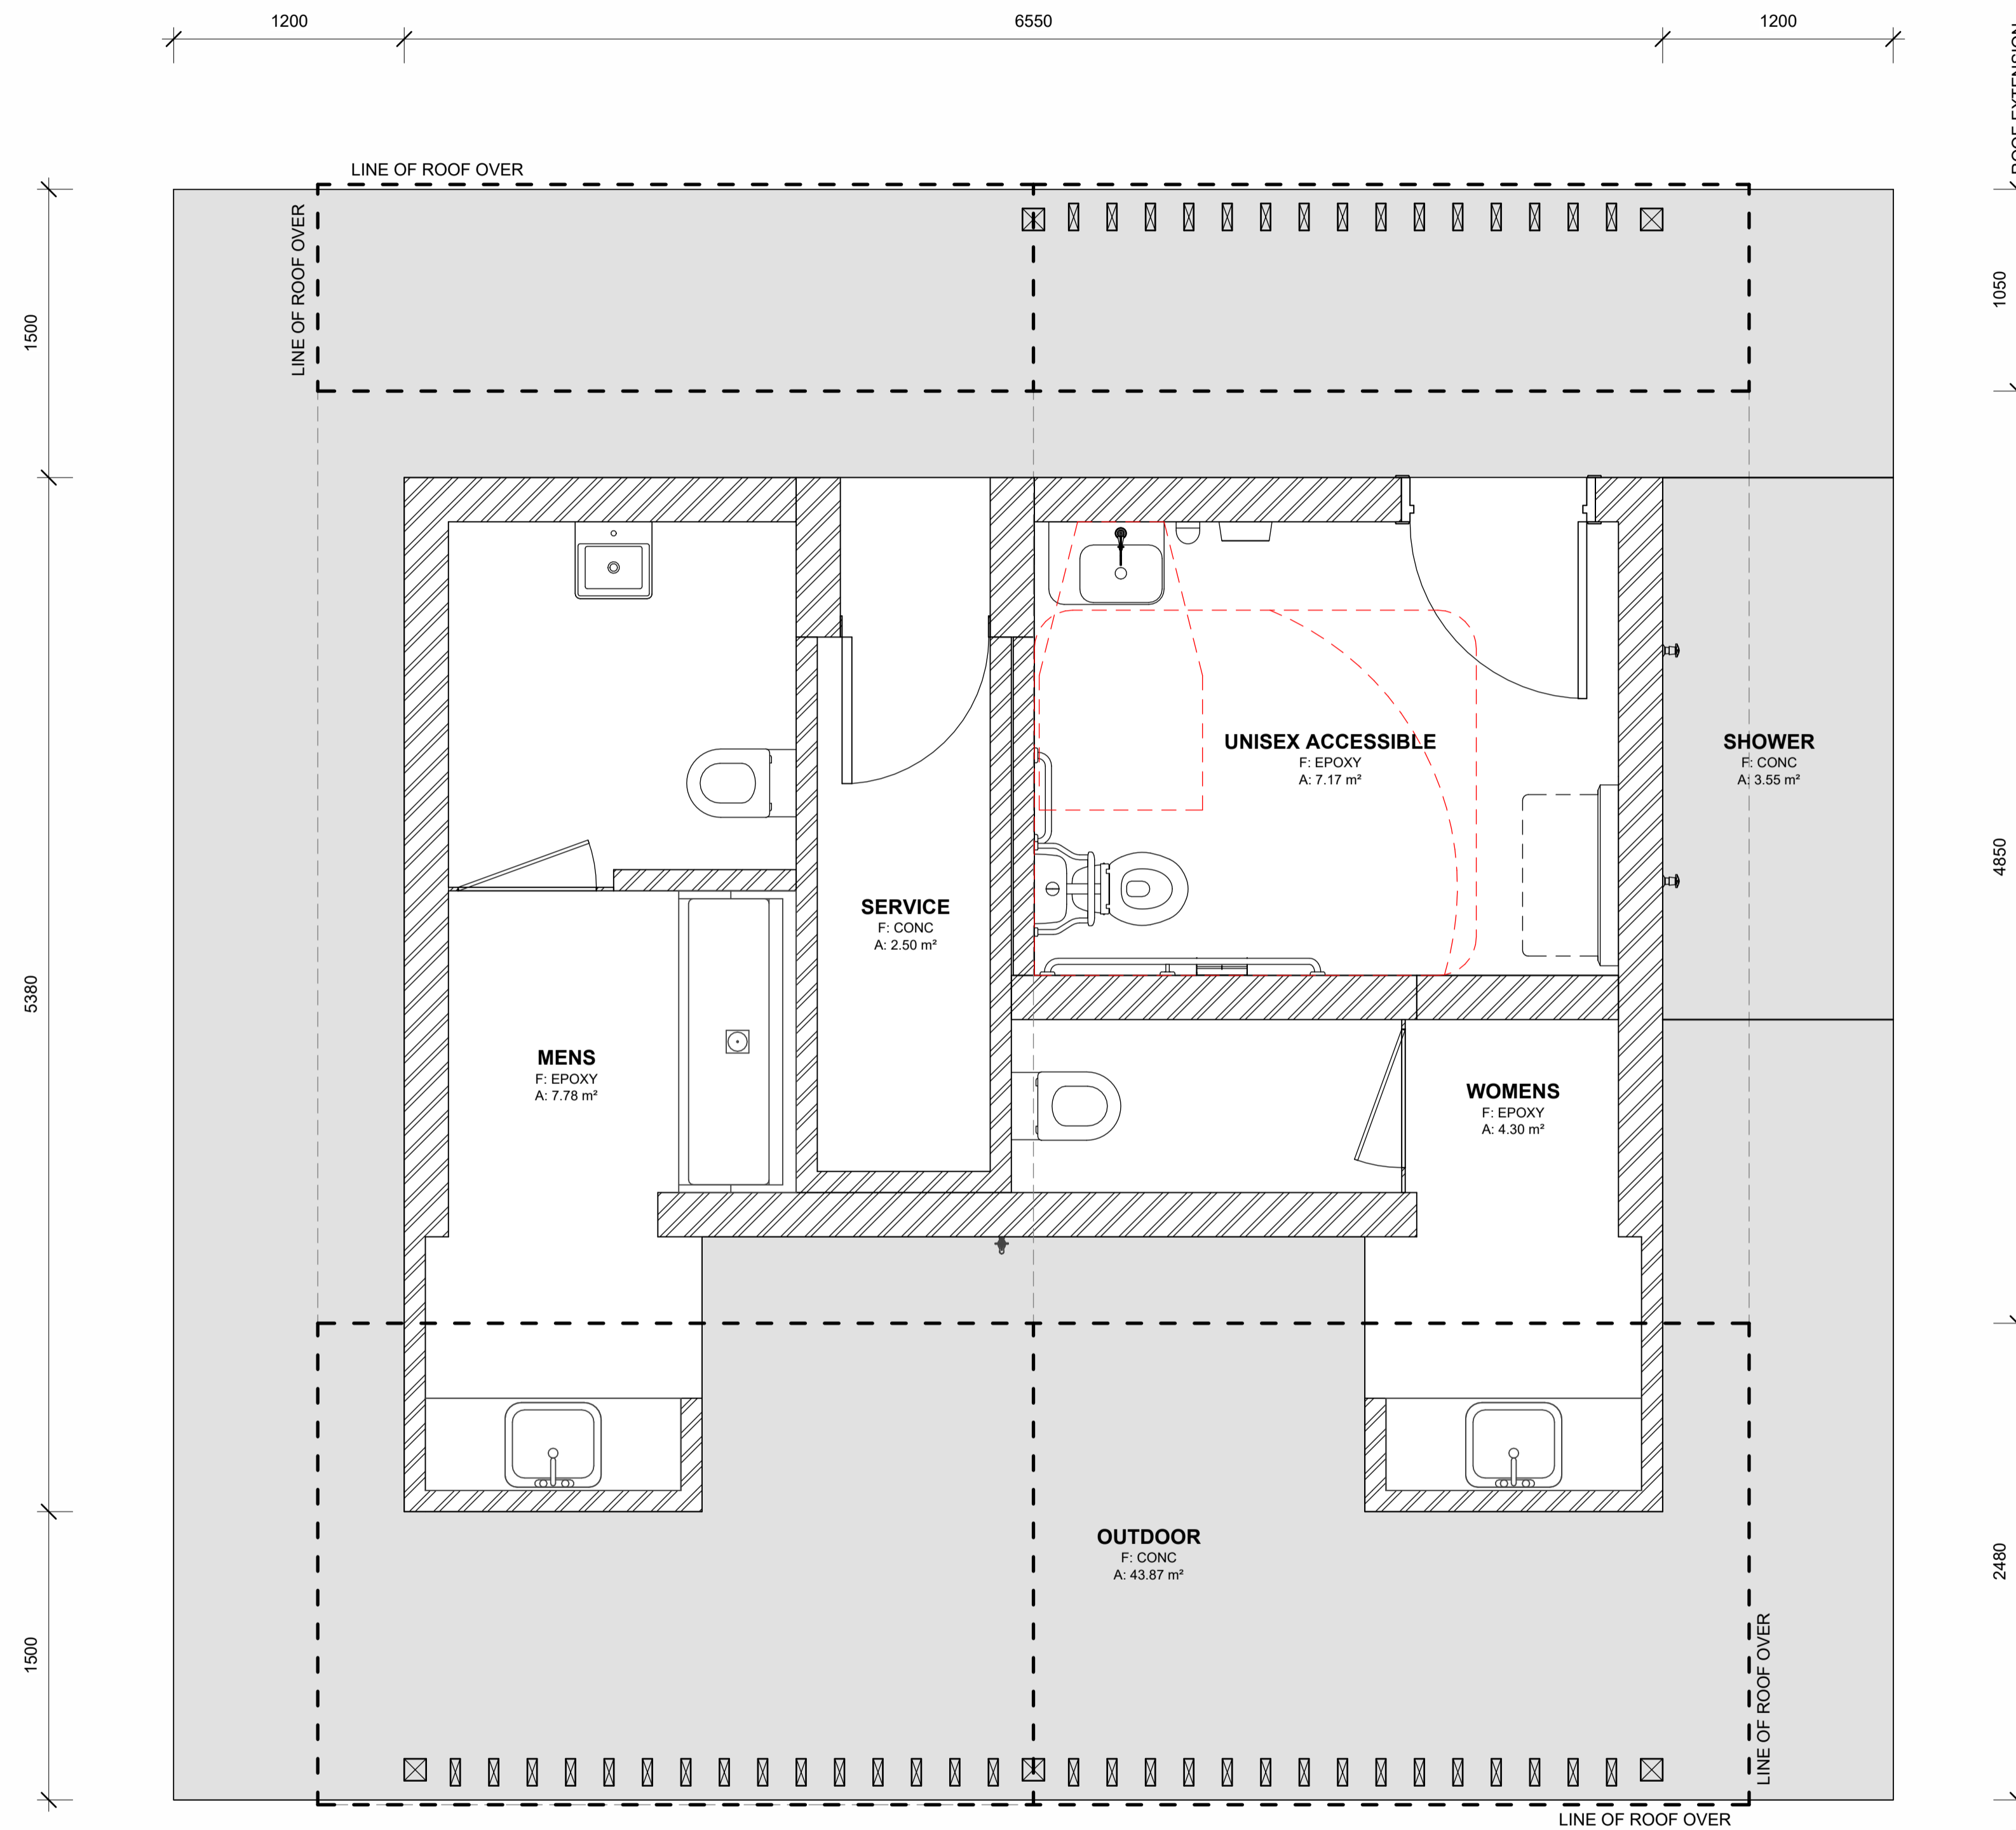 1200
6550
1200
ROOF EXTENSION
LINE OF ROOF OVER
LINE OF ROOF OVER
1500
1050
UNISEX ACCESSIBLE
F: EPOXY
A: 7.17 m²
SHOWER
F: CONC
A: 3.55 m²
4850
SERVICE
F: CONC
A: 2.50 m²
5380
MENS
F: EPOXY
A: 7.78 m²
WOMENS
F: EPOXY
A: 4.30 m²
OUTDOOR
F: CONC
A: 43.87 m²
2480
1500
LINE OF ROOF OVER
LINE OF ROOF OVER